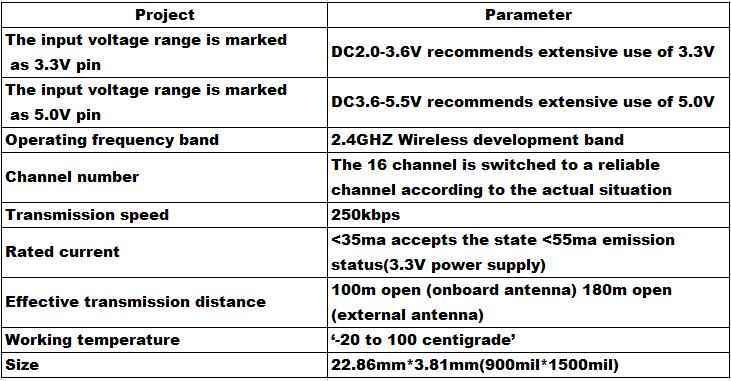 Project
Parameter
The input voltage range is marked
as 3.3V pin
DC2.0-3.6V recommends extensive use of 3.3V
The input voltage range is marked
as 5.0V pin
DC3.6-5.5V recommends extensive use of 5.0V
Operating frequency band
2.4GHZ Wireless development band
Channel number
The 16 channel is switched to a reliable
channel according to the actual situation
Transmission speed
250kbps
Rated current
<35ma accepts the state <55ma emission
status(3.3V power supply)
Effective transmission distance
100m open (onboard antenna) 180m open
(external antenna)
Working temperature
‘-20 to 100 centigrade’
Size
22.86mm*3.81mm(900mil*1500mil)